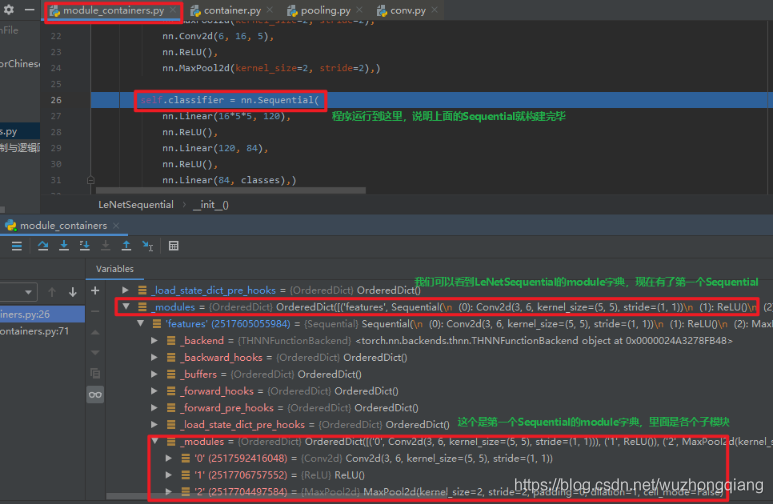 module_containers.py × container.py × pooling.py × conv.py ×
nFile
orChinese
22 nn.Conv2d(6, 16, 5),
23 nn.ReLU(),
24 nn.MaxPool2d(kernel_size=2, stride=2),)
25
26 self.classifier = nn.Sequential(
27 nn.Linear(16*5*5, 120), 程序运行到这里，说明上面的Sequential就构建完毕
28 nn.ReLU(),
s.py 29 nn.Linear(120, 84),
制与逻辑 30 nn.ReLU(),
31 nn.Linear(84, classes),)
LeNetSequential › __init__()
module_containers ×
Variables
我们可以看到LeNetSequential的module字典，现在有了第一个Sequential
_load_state_dict_pre_hooks = {OrderedDict} OrderedDict()
_modules = {OrderedDict} OrderedDict([('features', Sequential(\n (0): Conv2d(3, 6, kernel_size=(5, 5), stride=(1, 1))\n (1): ReLU()\n (2)
iners.py:26 'features' (2517605055984) = {Sequential} Sequential(\n (0): Conv2d(3, 6, kernel_size=(5, 5), stride=(1, 1))\n (1): ReLU()\n (2): MaxP
ontainers.py:71 _backend = {THNNFunctionBackend} <torch.nn.backends.thnn.THNNFunctionBackend object at 0x0000024A3278FB48>
_backward_hooks = {OrderedDict} OrderedDict()
_buffers = {OrderedDict} OrderedDict()
_forward_hooks = {OrderedDict} OrderedDict()
_forward_pre_hooks = {OrderedDict} OrderedDict()
_load_state_dict_pre_hooks = {OrderedDict} OrderedDict() 这个是第一个Sequential的module字典，里面是各个子模块
_modules = {OrderedDict} OrderedDict([('0', Conv2d(3, 6, kernel_size=(5, 5), stride=(1, 1))), ('1', ReLU()), ('2', MaxPool2d(kernel_s
'0' (2517592416048) = {Conv2d} Conv2d(3, 6, kernel_size=(5, 5), stride=(1, 1))
'1' (2517706757552) = {ReLU} ReLU()
'2' (2517704497584) = {MaxPool2d} MaxPool2d(kernel_size=2, stride=2, padding=0, dilation=1, ceil_mode=False)
https://blog.csdn.net/wuzhongqiang